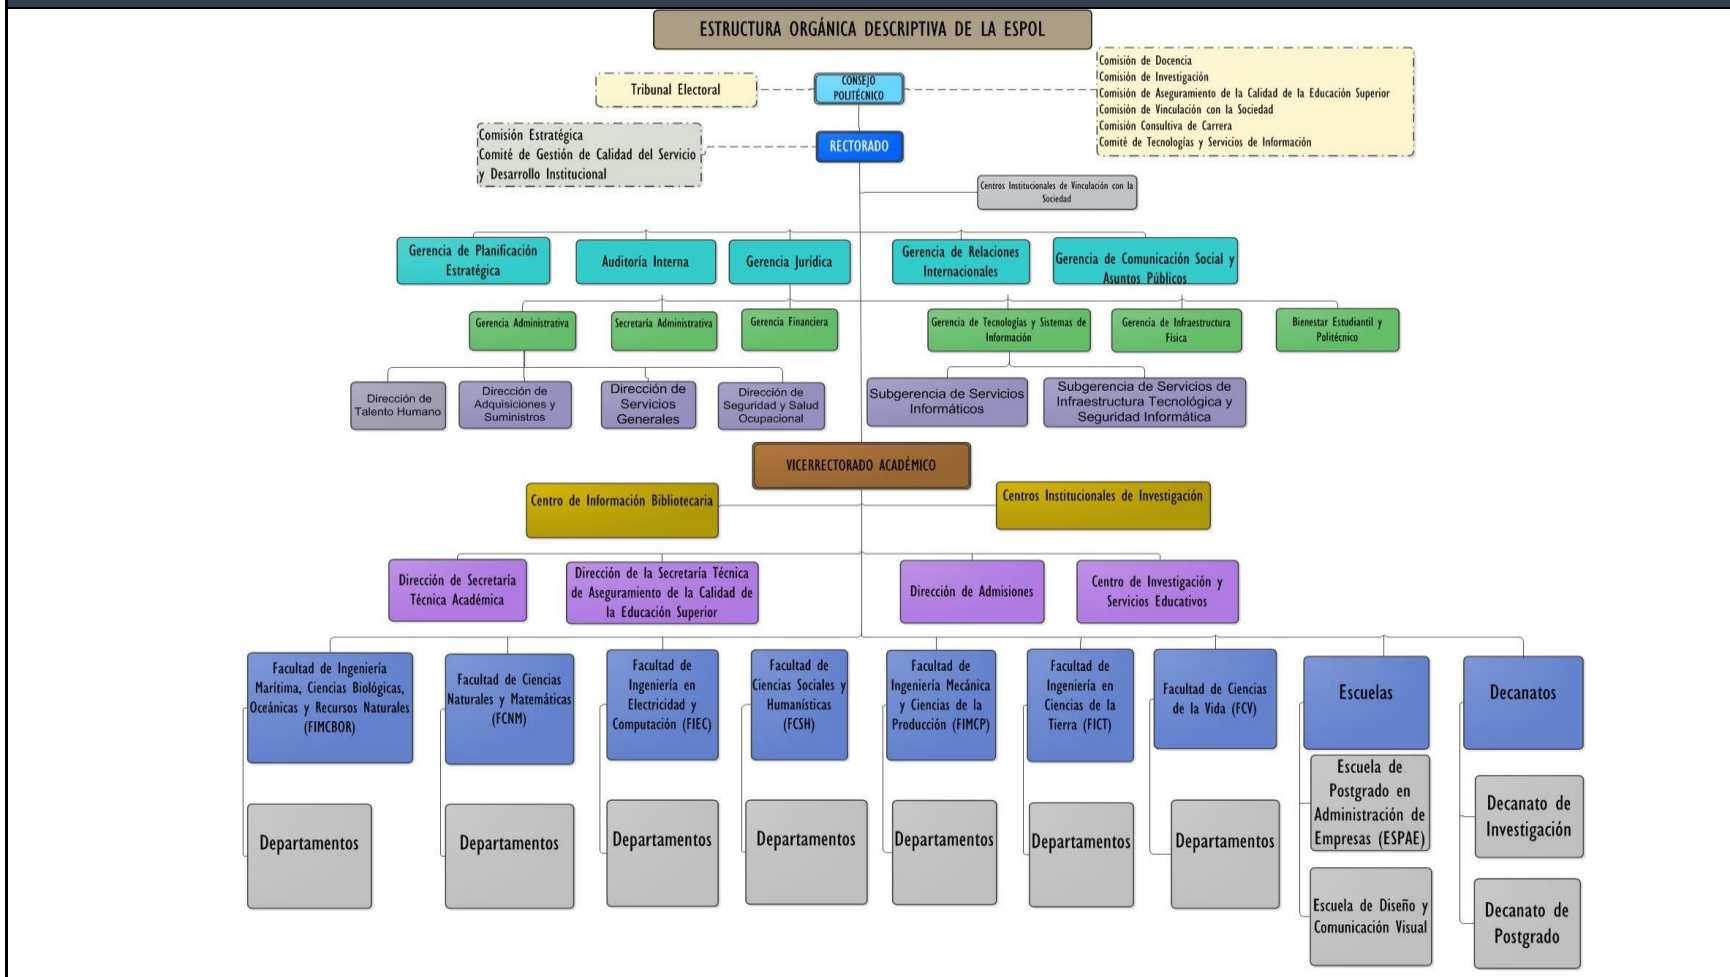 ESTRUCTURA ORGÁNICA DESCRIPTIVA DE LA ESPOL
Tribunal Electoral
CONSEJO
POLITÉCNICO
Comisión de Docencia
Comisión de Investigación
Comisión de Aseguramiento de la Calidad de la Educación Superior
Comisión de Vinculación con la Sociedad
Comisión Consultiva de Carrera
Comité de Tecnologías y Servicios de Información
Comisión Estratégica
Comité de Gestión de Calidad del Servicio
y Desarrollo Institucional
RECTORADO
Centros Institucionales de Vinculación con la
Sociedad
Gerencia de Planificación
Estratégica
Auditoría Interna
Gerencia Jurídica
Gerencia de Relaciones
Internacionales
Gerencia de Comunicación Social y
Asuntos Públicos
Gerencia Administrativa
Secretaría Administrativa
Gerencia Financiera
Gerencia de Tecnologías y Sistemas de
Información
Gerencia de Infraestructura
Física
Bienestar Estudiantil y
Politécnico
Dirección de
Talento Humano
Dirección de
Adquisiciones y
Suministros
Dirección de
Servicios
Generales
Dirección de
Seguridad y Salud
Ocupacional
Subgerencia de Servicios
Informáticos
Subgerencia de Servicios de
Infraestructura Tecnológica y
Seguridad Informática
VICERRECTORADO ACADÉMICO
Centro de Información Bibliotecaria
Centros Institucionales de Investigación
Dirección de Secretaría
Técnica Académica
Dirección de la Secretaría Técnica
de Aseguramiento de la Calidad de
la Educación Superior
Dirección de Admisiones
Centro de Investigación y
Servicios Educativos
Facultad de Ingeniería
Marítima, Ciencias Biológicas,
Oceánicas y Recursos Naturales
(FIMCBOR)
Facultad de Ciencias
Naturales y Matemáticas
(FCNM)
Facultad de
Ingeniería en
Electricidad y
Computación (FIEC)
Facultad de
Ciencias Sociales y
Humanísticas
(FCSH)
Facultad de
Ingeniería Mecánica
y Ciencias de la
Producción (FIMCP)
Facultad de
Ingeniería en
Ciencias de la
Tierra (FICT)
Facultad de Ciencias
de la Vida (FCV)
Escuelas
Decanatos
Departamentos
Departamentos
Departamentos
Departamentos
Departamentos
Departamentos
Departamentos
Escuela de
Postgrado en
Administración de
Empresas (ESPAE)
Decanato de
Investigación
Escuela de Diseño y
Comunicación Visual
Decanato de
Postgrado